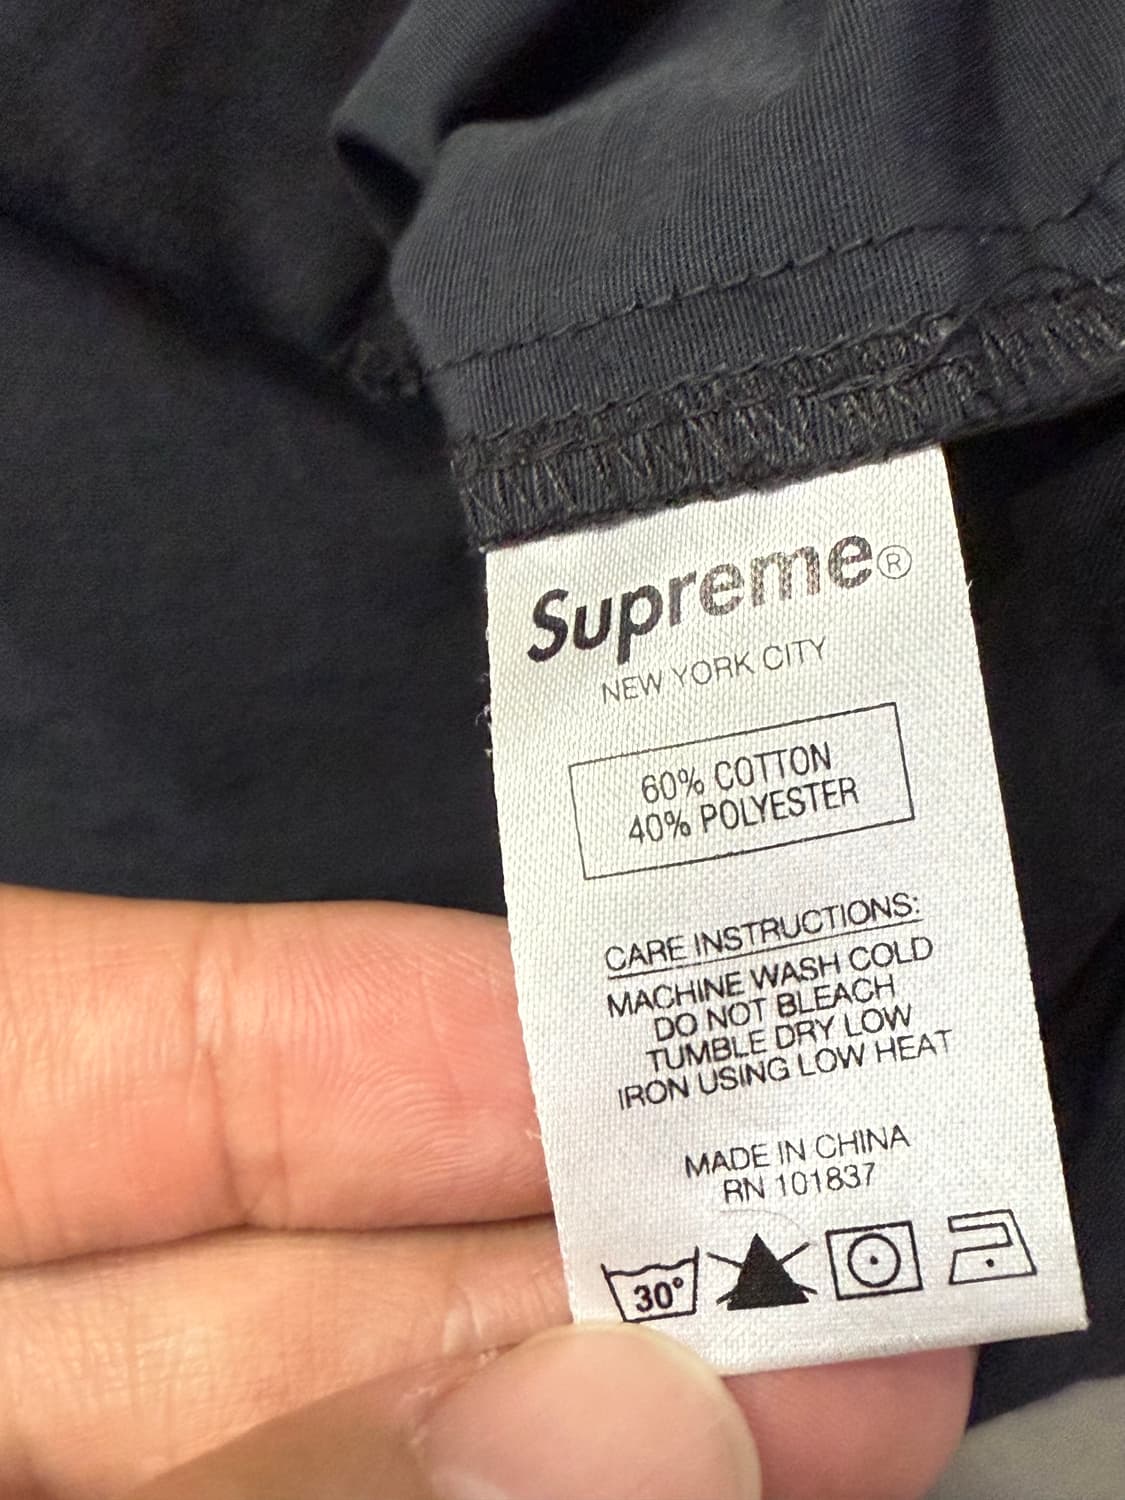 Supreme®
NEW YORK CITY
60% COTTON
40% POLYESTER
CARE INSTRUCTIONS:
MACHINE WASH COLD
DO NOT BLEACH
TUMBLE DRY LOW
IRON USING LOW HEAT
MADE IN CHINA
RN 101837
30°